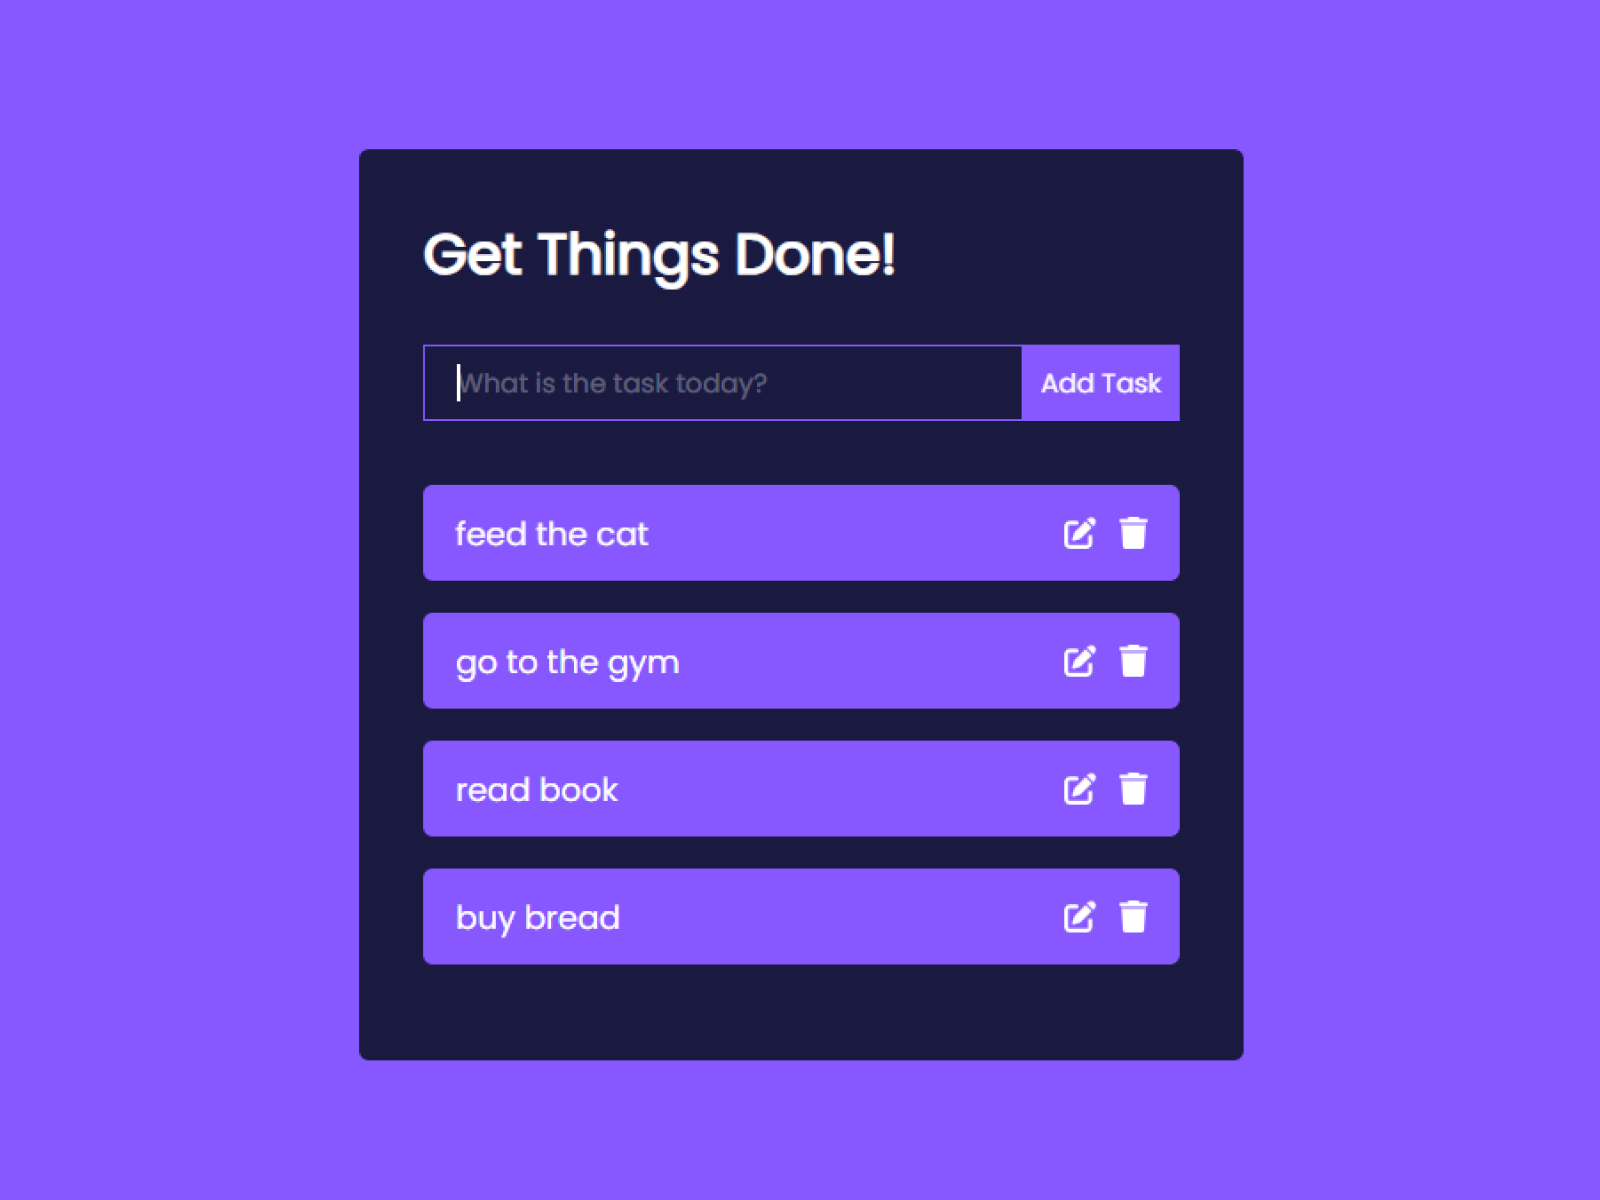 Get Things Done!
What is the task today?
Add Task
feed the cat
go to the gym
read book
buy bread